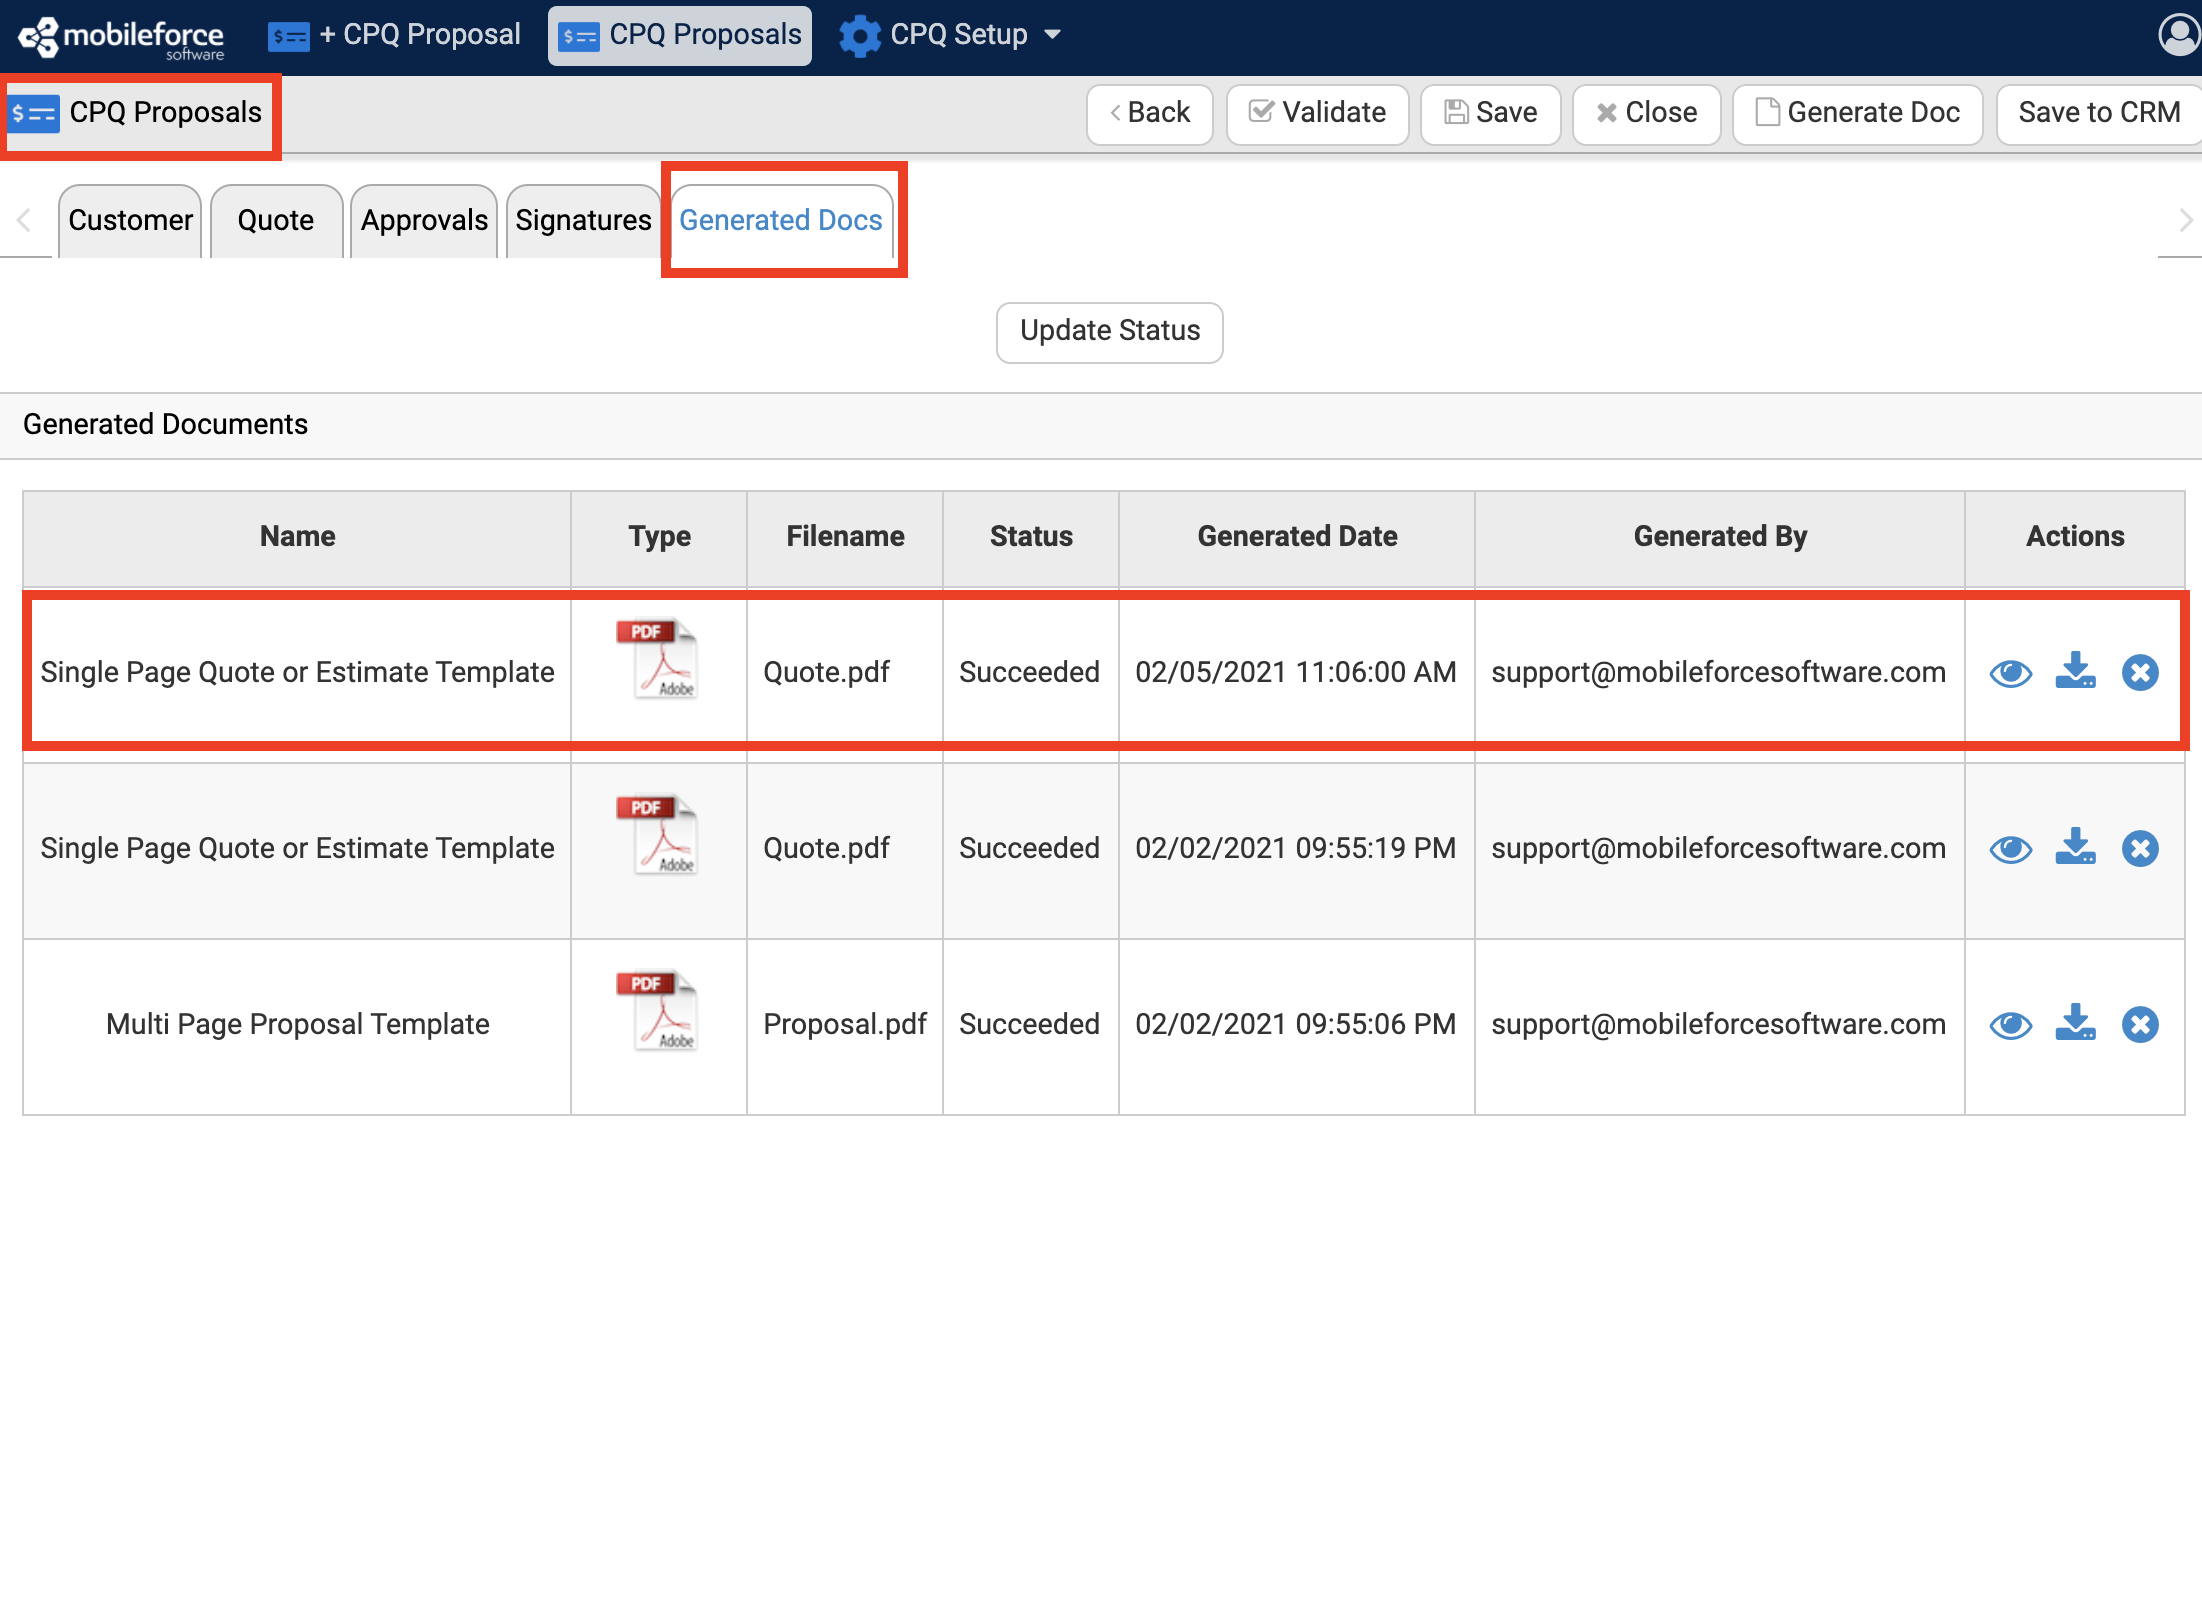 mobileforce
software
+ CPQ Proposal
CPQ Proposals
CPQ Setup
CPQ Proposals
Back
Validate
Save
Close
Generate Doc
Save to CRM
Customer
Quote
Approvals
Signatures
Generated Docs
Update Status
Generated Documents
Name Type Filename Status Generated Date Generated By Actions
PDF
Single Page Quote or Estimate Template Quote.pdf Succeeded 02/05/2021 11:06:00 AM support@mobileforcesoftware.com
Adobe
PDF
Single Page Quote or Estimate Template Quote.pdf Succeeded 02/02/2021 09:55:19 PM support@mobileforcesoftware.com
Adobe
PDF
Multi Page Proposal Template Proposal.pdf Succeeded 02/02/2021 09:55:06 PM support@mobileforcesoftware.com
Adobe